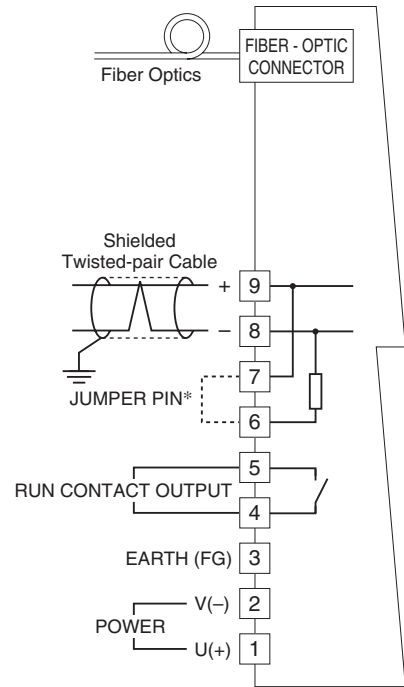 FIBER - OPTIC
CONNECTOR
Fiber Optics
Shielded
Twisted-pair Cable
+ 9
– 8
7
JUMPER PIN*
6
5
RUN CONTACT OUTPUT
4
EARTH (FG) 3
V(–) 2
POWER
U(+) 1